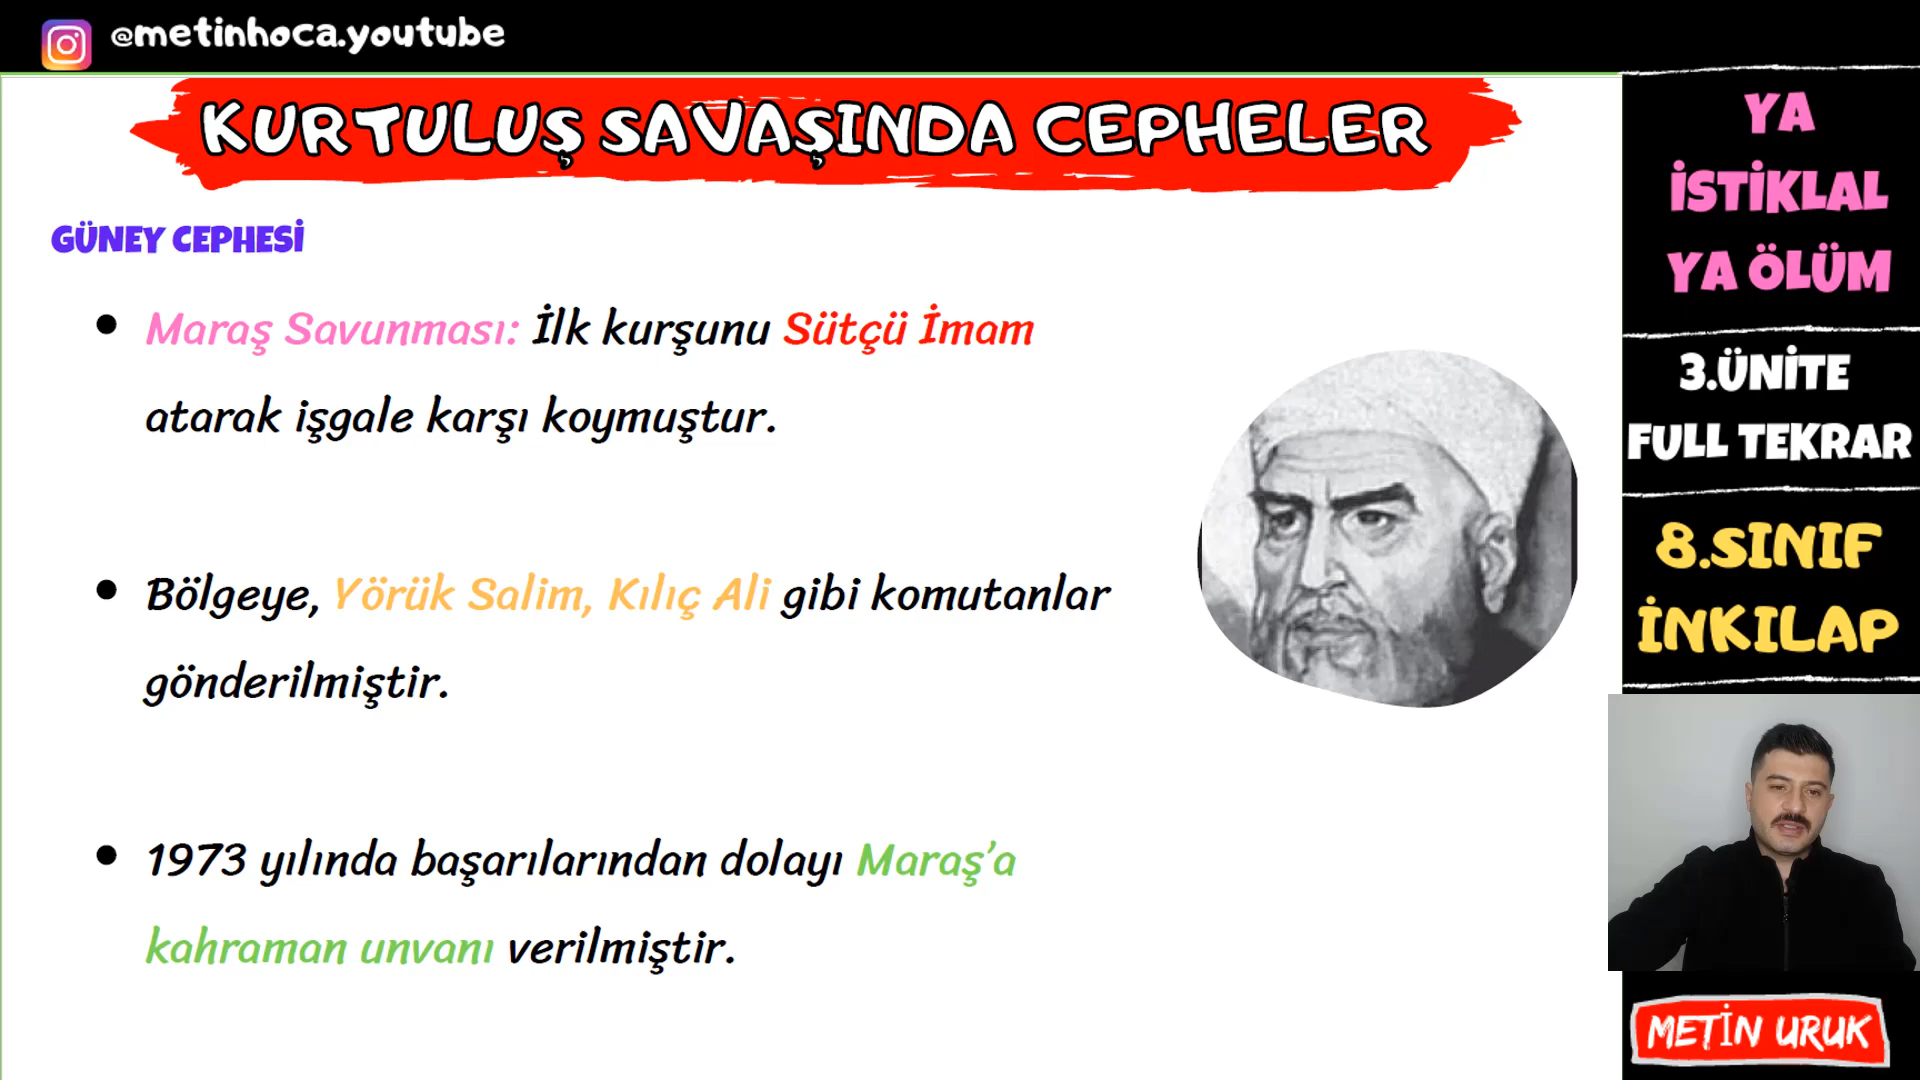 @metinhoca.youtube
KURTULUŞ SAVAŞINDA CEPHELER
GÜNEY CEPHESİ
• Maraş Savunması: İlk kurşunu Sütçü İmam
atarak işgale karşı koymuştur.
• Bölgeye, Yörük Salim, Kılıç Ali gibi komutanlar
gönderilmiştir.
• 1973 yılında başarılarından dolayı Maraş’a
kahraman unvanı verilmiştir.
YA
İSTİKLAL
YA ÖLÜM
3.ÜNİTE
FULL TEKRAR
8.SINIF
İNKILAP
METİN URUK